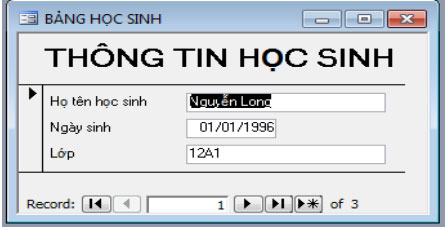 BẢNG HỌC SINH
THÔNG TIN HỌC SINH
Họ tên học sinh Nguyễn Long
Ngày sinh 01/01/1996
Lớp 12A1
Record: 1 of 3